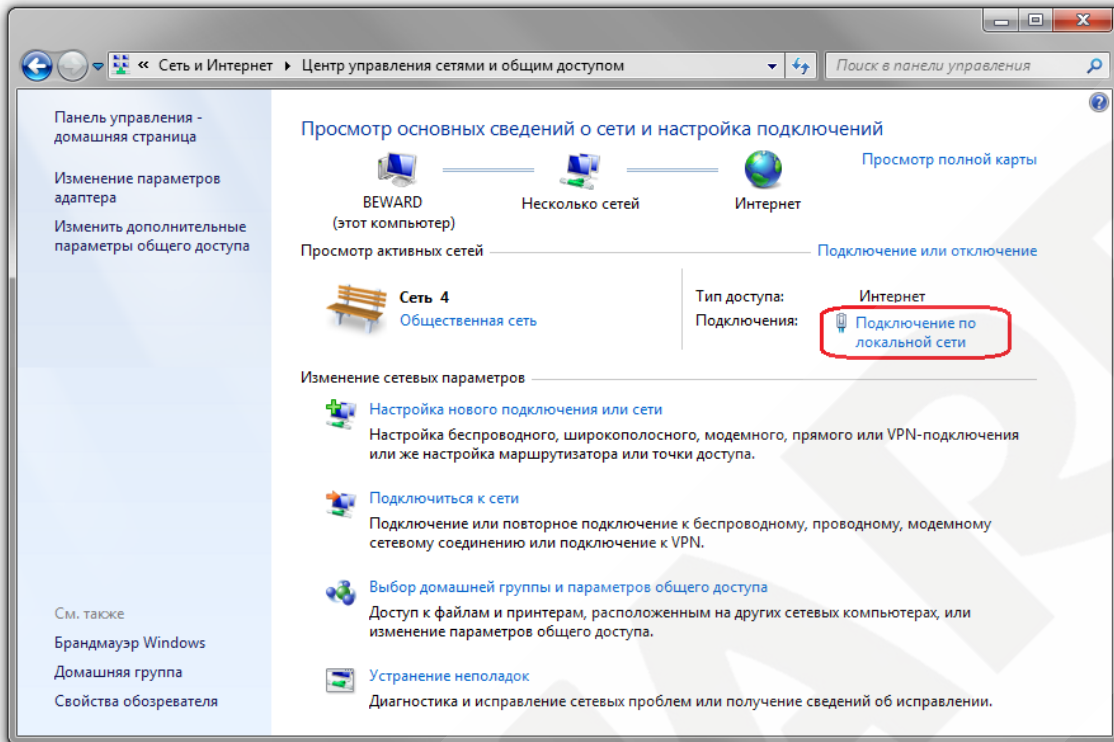 « Сеть и Интернет ▸ Центр управления сетями и общим доступом
Поиск в панели управления
Панель управления -
домашняя страница
Изменение параметров
адаптера
Изменить дополнительные
параметры общего доступа
См. также
Брандмауэр Windows
Домашняя группа
Свойства обозревателя
Просмотр основных сведений о сети и настройка подключений
Просмотр полной карты
BEWARD
(этот компьютер)
Несколько сетей
Интернет
Просмотр активных сетей
Подключение или отключение
Сеть 4
Общественная сеть
Тип доступа: Интернет
Подключения: Подключение по
локальной сети
Изменение сетевых параметров
Настройка нового подключения или сети
Настройка беспроводного, широкополосного, модемного, прямого или VPN-подключения
или же настройка маршрутизатора или точки доступа.
Подключиться к сети
Подключение или повторное подключение к беспроводному, проводному, модемному
сетевому соединению или подключение к VPN.
Выбор домашней группы и параметров общего доступа
Доступ к файлам и принтерам, расположенным на других сетевых компьютерах, или
изменение параметров общего доступа.
Устранение неполадок
Диагностика и исправление сетевых проблем или получение сведений об исправлении.